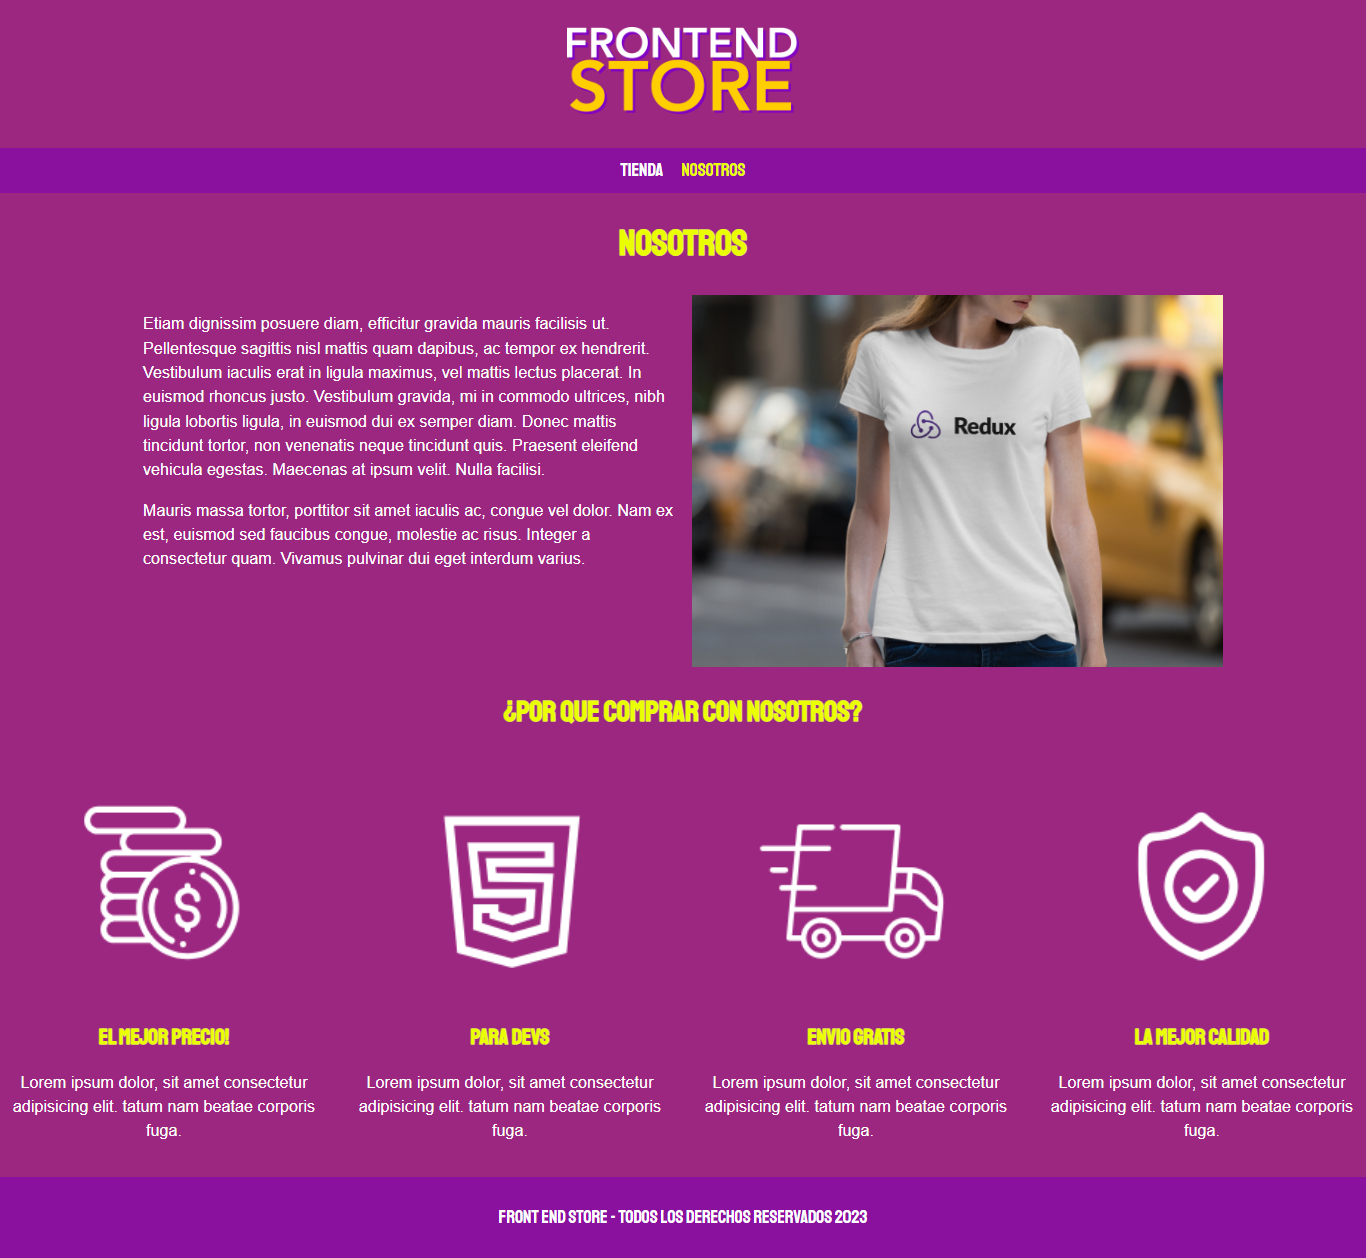 FRONTEND
STORE
TIENDA NOSOTROS
NOSOTROS
Etiam dignissim posuere diam, efficitur gravida mauris facilisis ut.
Pellentesque sagittis nisl mattis quam dapibus, ac tempor ex hendrerit.
Vestibulum iaculis erat in ligula maximus, vel mattis lectus placerat. In
euismod rhoncus justo. Vestibulum gravida, mi in commodo ultrices, nibh
ligula lobortis ligula, in euismod dui ex semper diam. Donec mattis
tincidunt tortor, non venenatis neque tincidunt quis. Praesent eleifend
vehicula egestas. Maecenas at ipsum velit. Nulla facilisi.
Mauris massa tortor, porttitor sit amet iaculis ac, congue vel dolor. Nam ex
est, euismod sed faucibus congue, molestie ac risus. Integer a
consectetur quam. Vivamus pulvinar dui eget interdum varius.
Redux
¿POR QUE COMPRAR CON NOSOTROS?
EL MEJOR PRECIO!
Lorem ipsum dolor, sit amet consectetur
adipisicing elit. tatum nam beatae corporis
fuga.
PARA DEVS
Lorem ipsum dolor, sit amet consectetur
adipisicing elit. tatum nam beatae corporis
fuga.
ENVIO GRATIS
Lorem ipsum dolor, sit amet consectetur
adipisicing elit. tatum nam beatae corporis
fuga.
LA MEJOR CALIDAD
Lorem ipsum dolor, sit amet consectetur
adipisicing elit. tatum nam beatae corporis
fuga.
FRONT END STORE - TODOS LOS DERECHOS RESERVADOS 2023